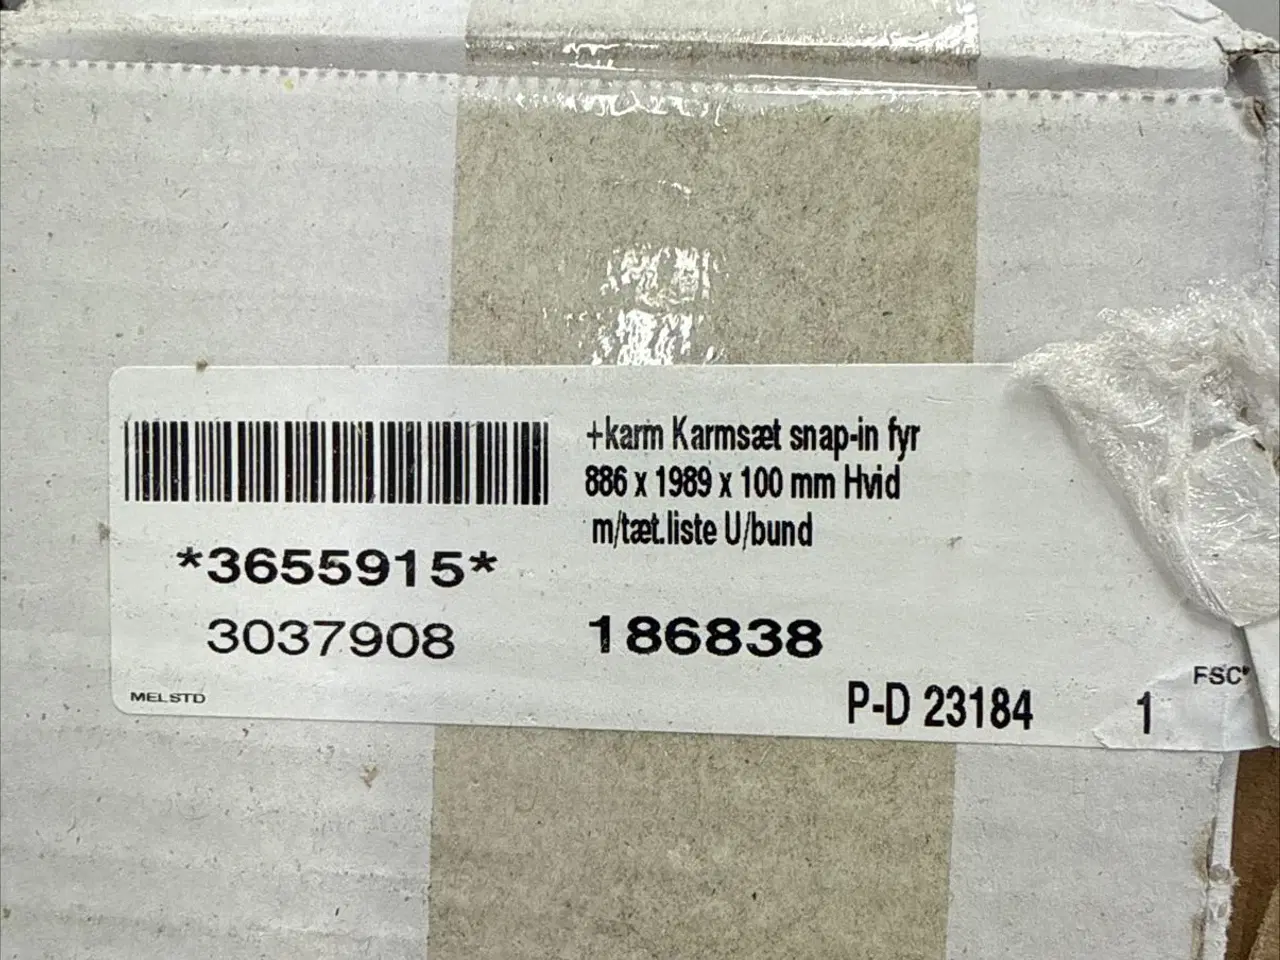 +karm Karmsæt snap-in fyr
886 x 1989 x 100 mm Hvid
m/tæt.liste U/bund
*3655915*
3037908
186838
MELSTD
P-D 23184
1
FSC